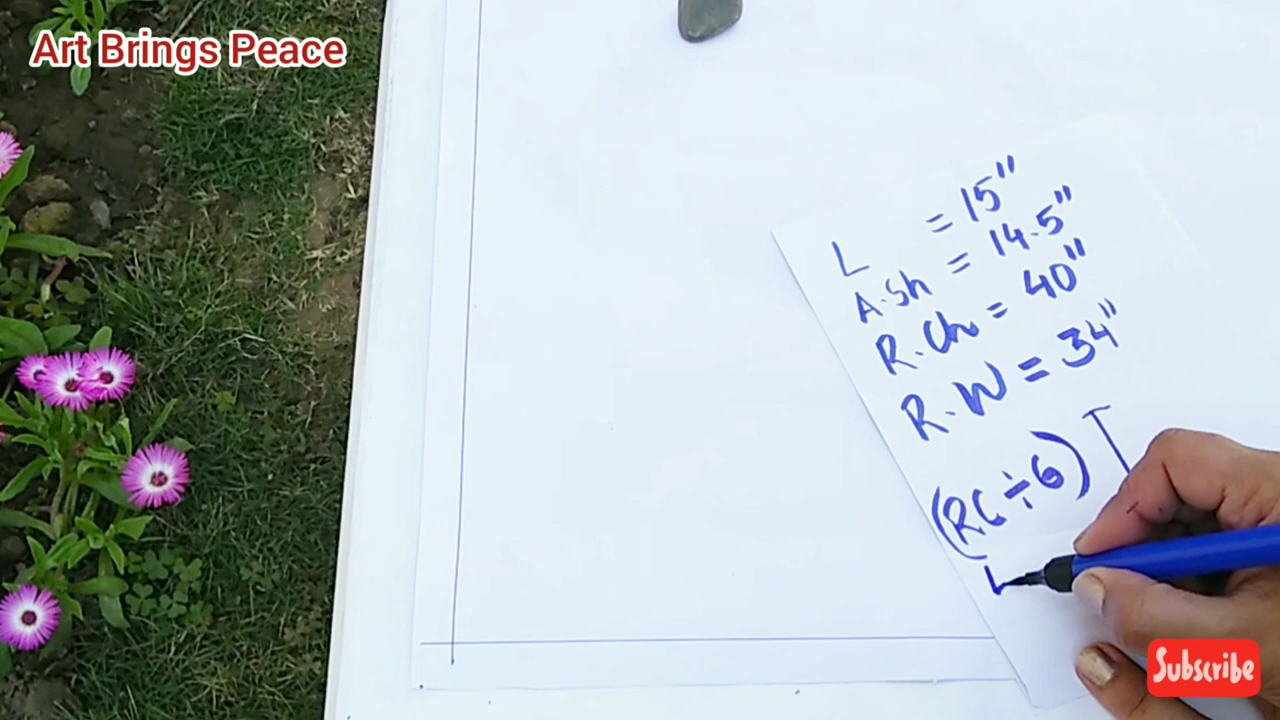 Art Brings Peace
L = 15"
A.Sh = 14.5"
R.Ch = 40"
R.W = 34"
(RC÷6)
Subscribe